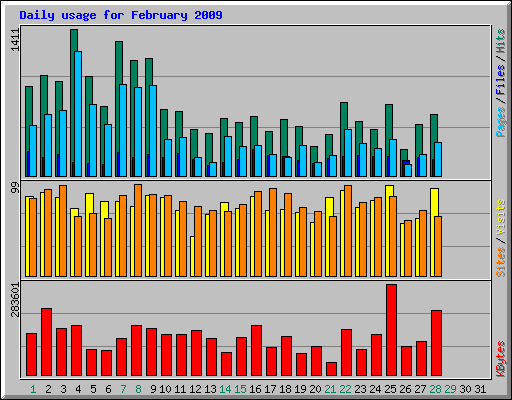 Daily usage for February 2009
1411
Pages / Files / Hits
99
Sites / Visits
283601
KBytes
1 2 3 4 5 6 7 8 9 10 11 12 13 14 15 16 17 18 19 20 21 22 23 24 25 26 27 28 29 30 31